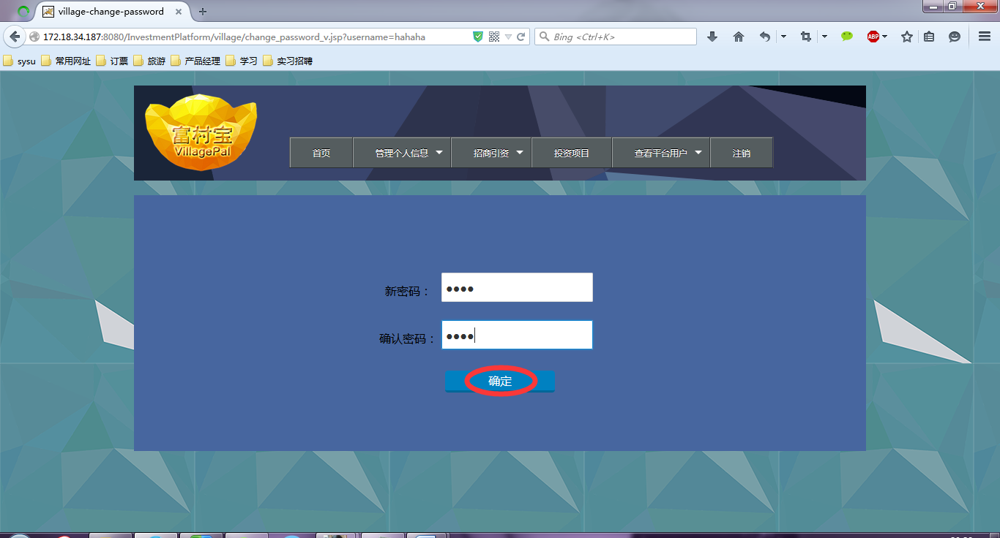 village-change-password
172.18.34.187:8080/InvestmentPlatform/village/change_password_v.jsp?username=hahaha
Bing <Ctrl+K>
ABP
sysu 常用网址 订票 旅游 产品经理 学习 实习招聘
富村宝
VillagePal
首页 管理个人信息 招商引资 投资项目 查看平台用户 注销
新密码：
确认密码：
确定